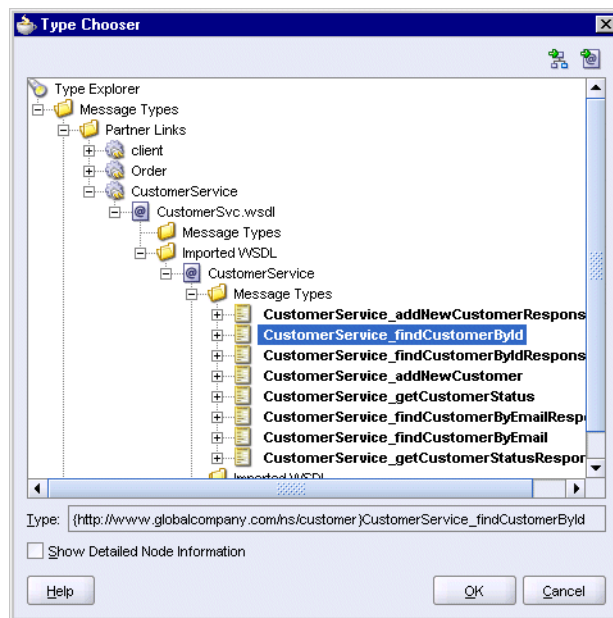 Type Chooser
Type Explorer
Message Types
Partner Links
client
Order
CustomerService
CustomerSvc.wsdl
Message Types
Imported WSDL
CustomerService
Message Types
CustomerService_addNewCustomerRespons
CustomerService_findCustomerById
CustomerService_findCustomerByIdRespons
CustomerService_addNewCustomer
CustomerService_getCustomerStatus
CustomerService_findCustomerByEmailResp
CustomerService_findCustomerByEmail
CustomerService_getCustomerStatusRespor
Imported WSDL
Type: {http://www.globalcompany.com/ns/customer}CustomerService_findCustomerById
Show Detailed Node Information
Help OK Cancel